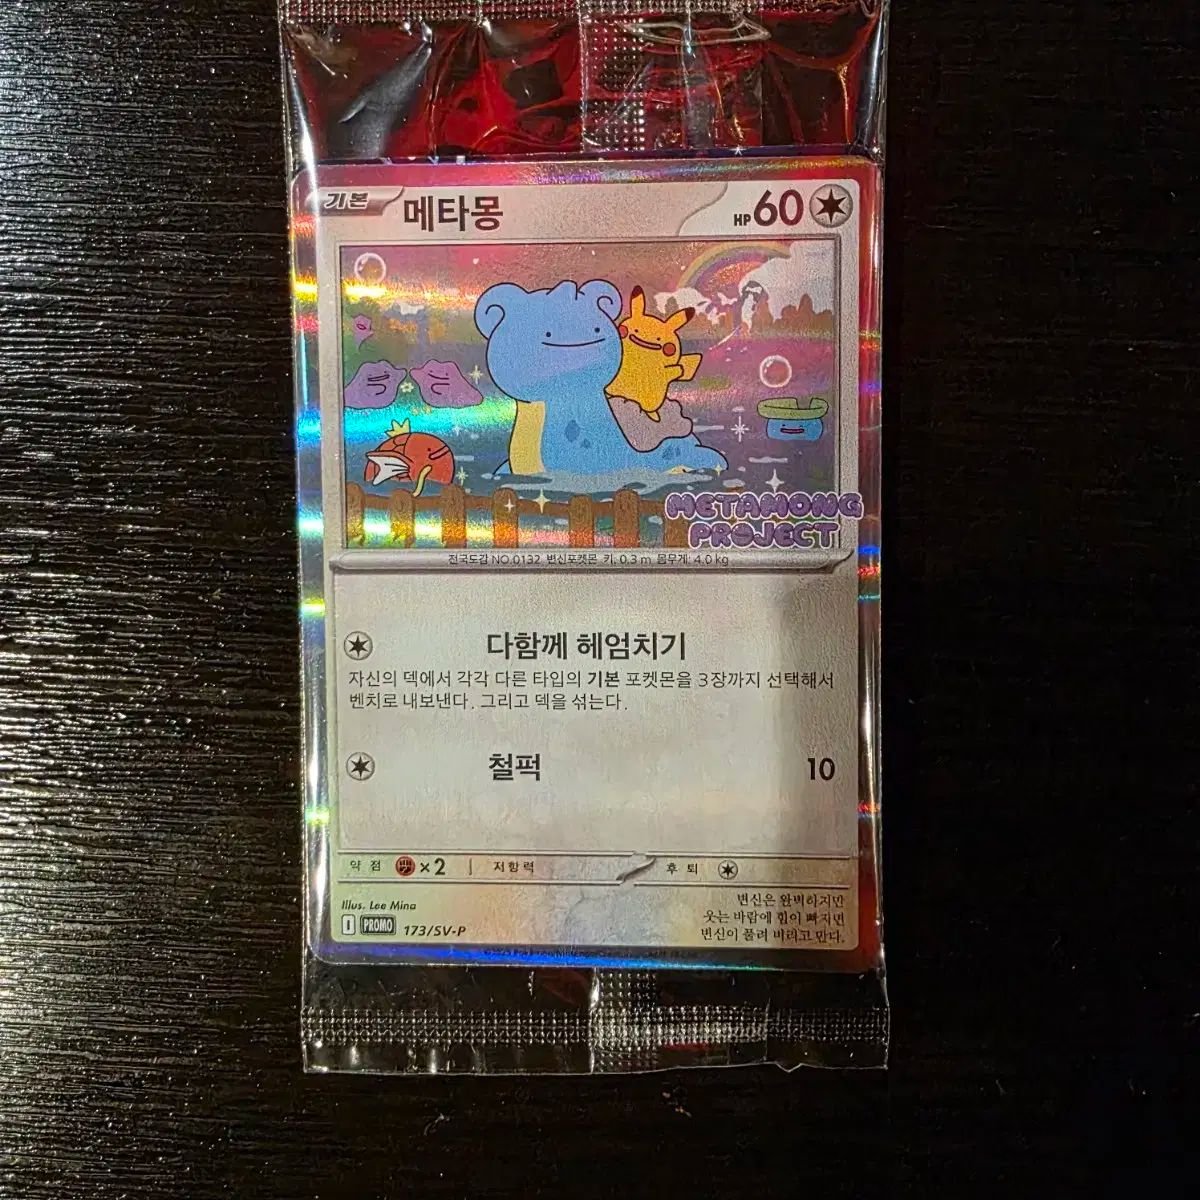 기본 메타몽 HP 60
METAMONG
PROJECT
전국도감 NO.0132 변신포켓몬 키: 0.3 m 몸무게: 4.0 kg
다함께 헤엄치기
자신의 덱에서 각각 다른 타입의 기본 포켓몬을 3장까지 선택해서
벤치로 내보낸다. 그리고 덱을 섞는다.
철퍽 10
약점 ×2 저항력 후퇴
Illus. Lee Mina
변신은 완벽하지만
웃는 바람에 힘이 빠지면
변신이 풀려 버리고 만다.
I PROMO 173/SV-P